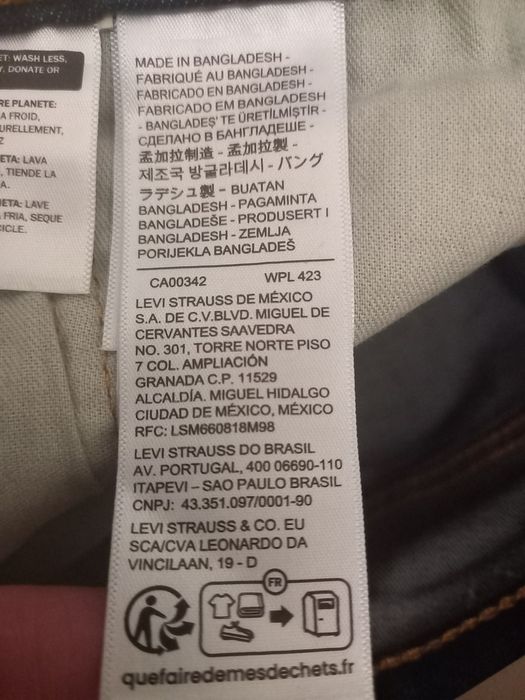 ET: WASH LESS,
, DONATE OR
RE PLANETE:
A FROID,
URELLEMENT,
ETA: LAVA
, TIENDE LA
A.
ETA: LAVE
FRIA, SEQUE
ICLE.
MADE IN BANGLADESH -
FABRIQUÉ AU BANGLADESH -
FABRICADO EN BANGLADESH -
FABRICADO EM BANGLADESH
- BANGLADEŞ' TE ÜRETİLMİŞTİR -
СДЕЛАНО В БАНГЛАДЕШЕ -
孟加拉制造 - 孟加拉製 -
제조국 방글라데시 - バング
ラデシュ製 - BUATAN
BANGLADESH - PAGAMINTA
BANGLADEŠE - PRODUSERT I
BANGLADESH - ZEMLJA
PORIJEKLA BANGLADEŠ
CA00342 WPL 423
LEVI STRAUSS DE MÉXICO
S.A. DE C.V.BLVD. MIGUEL DE
CERVANTES SAAVEDRA
NO. 301, TORRE NORTE PISO
7 COL. AMPLIACIÓN
GRANADA C.P. 11529
ALCALDÍA. MIGUEL HIDALGO
CIUDAD DE MÉXICO, MÉXICO
RFC: LSM660818M98
LEVI STRAUSS DO BRASIL
AV. PORTUGAL, 400 06690-110
ITAPEVI – SAO PAULO BRASIL
CNPJ: 43.351.097/0001-90
LEVI STRAUSS & CO. EU
SCA/CVA LEONARDO DA
VINCILAAN, 19 - D
FR
quefairedemesdechets.fr